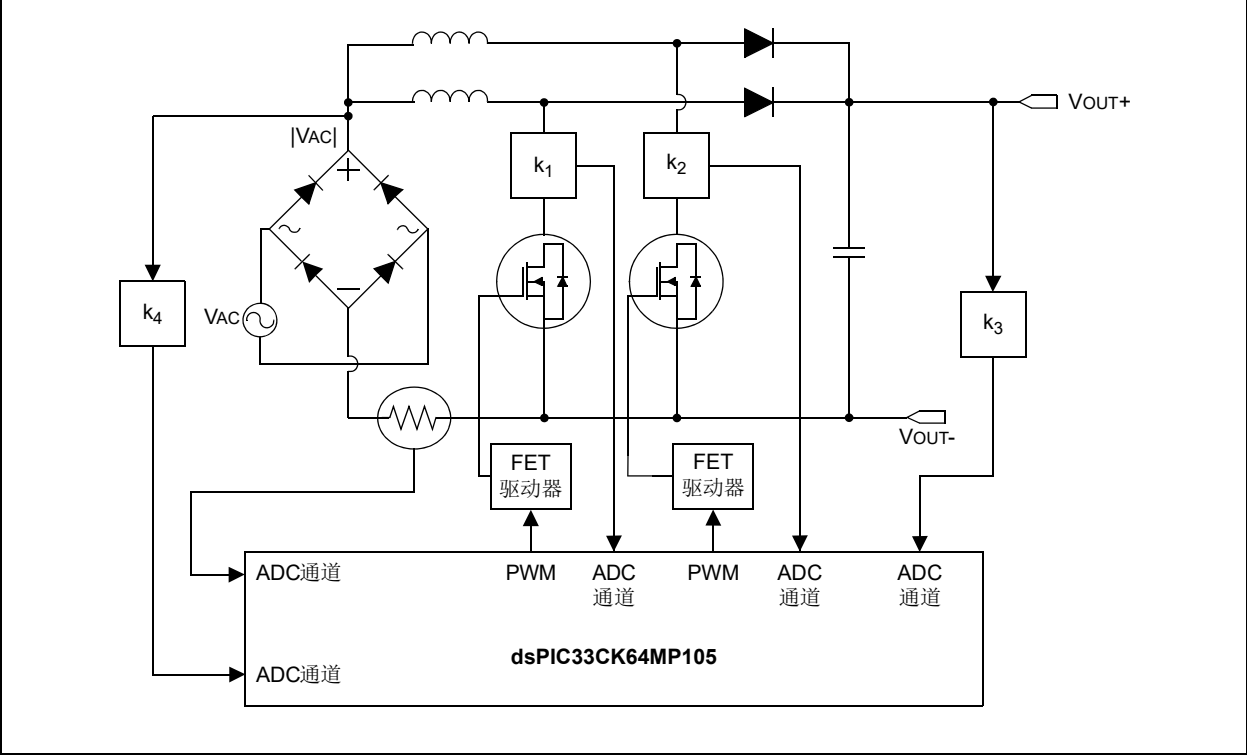 VOUT+
|VAC|
k1
k2
k4
VAC
k3
VOUT-
FET
驱动器
FET
驱动器
ADC通道
PWM
ADC
通道
PWM
ADC
通道
ADC
通道
dsPIC33CK64MP105
ADC通道